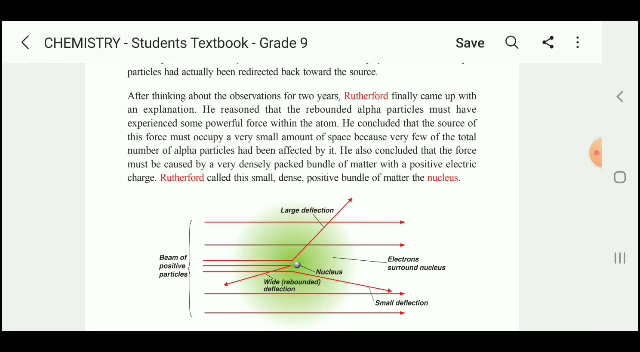 CHEMISTRY - Students Textbook - Grade 9
Save
particles had actually been redirected back toward the source.
After thinking about the observations for two years, Rutherford finally came up with
an explanation. He reasoned that the rebounded alpha particles must have
experienced some powerful force within the atom. He concluded that the source of
this force must occupy a very small amount of space because very few of the total
number of alpha particles had been affected by it. He also concluded that the force
must be caused by a very densely packed bundle of matter with a positive electric
charge. Rutherford called this small, dense, positive bundle of matter the nucleus.
Large deflection
Beam of
positive
particles
Electrons
surround nucleus
Nucleus
Wide (rebounded)
deflection
Small deflection